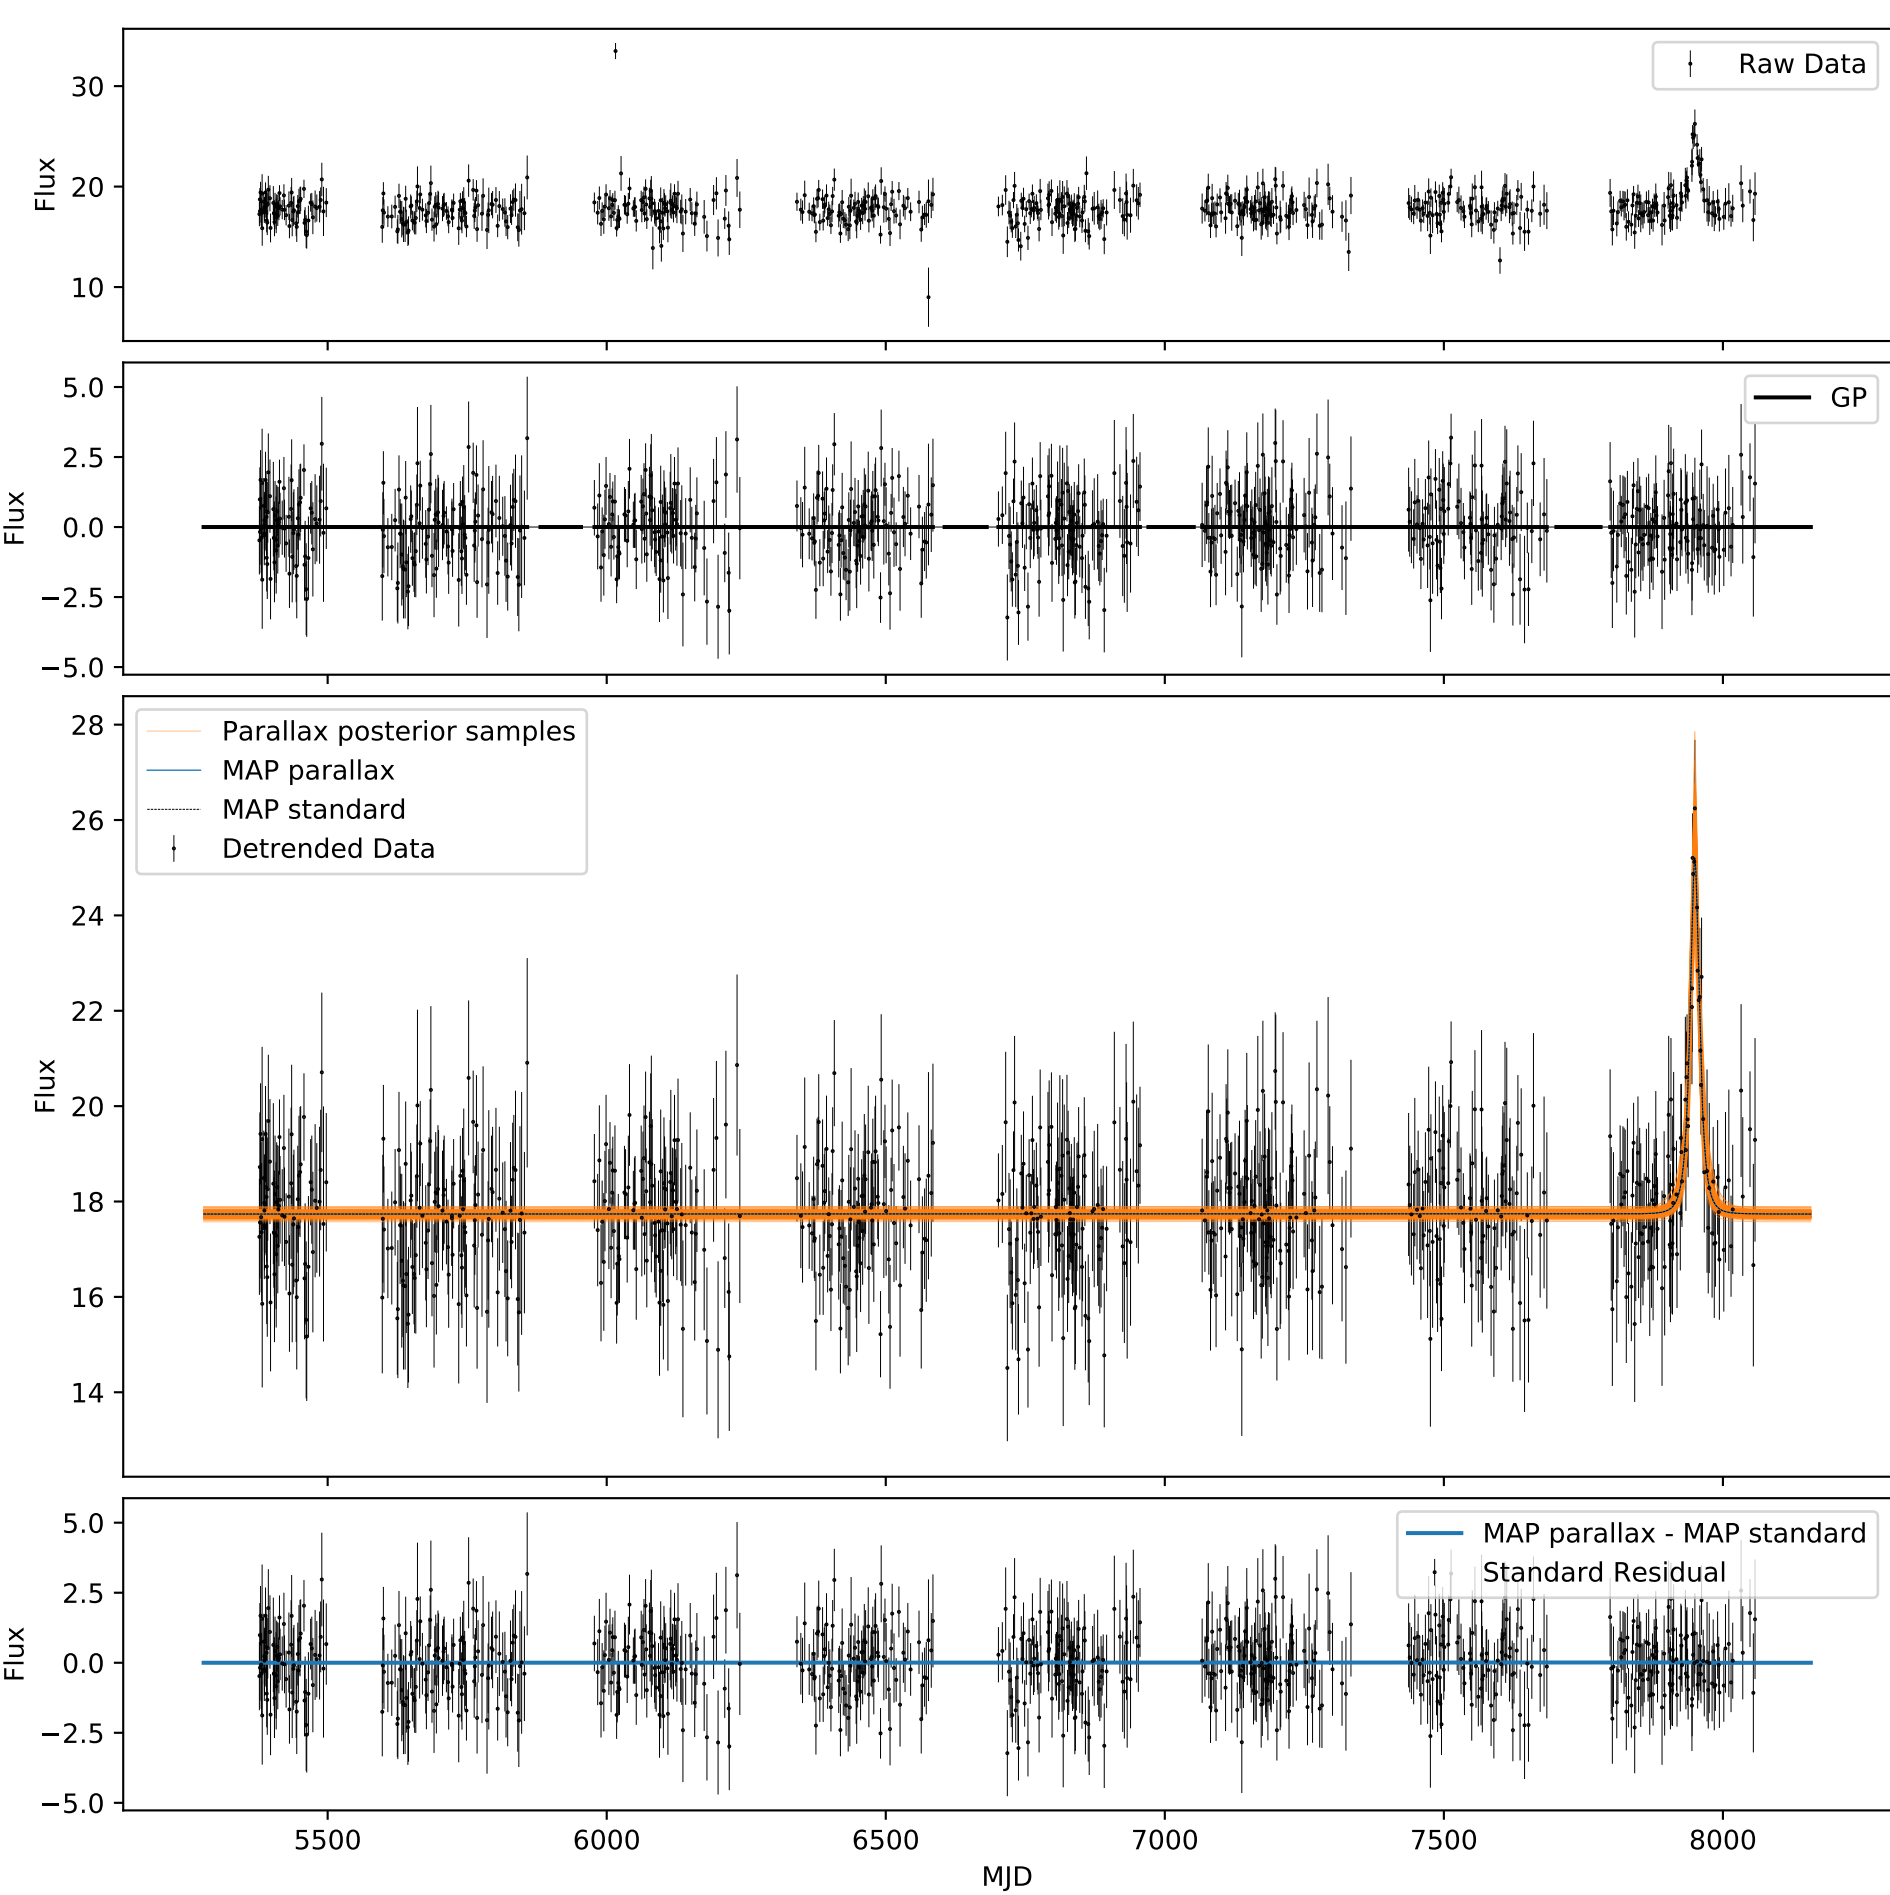 Flux
30
20
10
Raw Data
Flux
5.0
2.5
0.0
−2.5
−5.0
GP
Flux
28
26
24
22
20
18
16
14
Parallax posterior samples
MAP parallax
MAP standard
Detrended Data
Flux
5.0
2.5
0.0
−2.5
−5.0
MAP parallax - MAP standard
Standard Residual
5500 6000 6500 7000 7500 8000
MJD